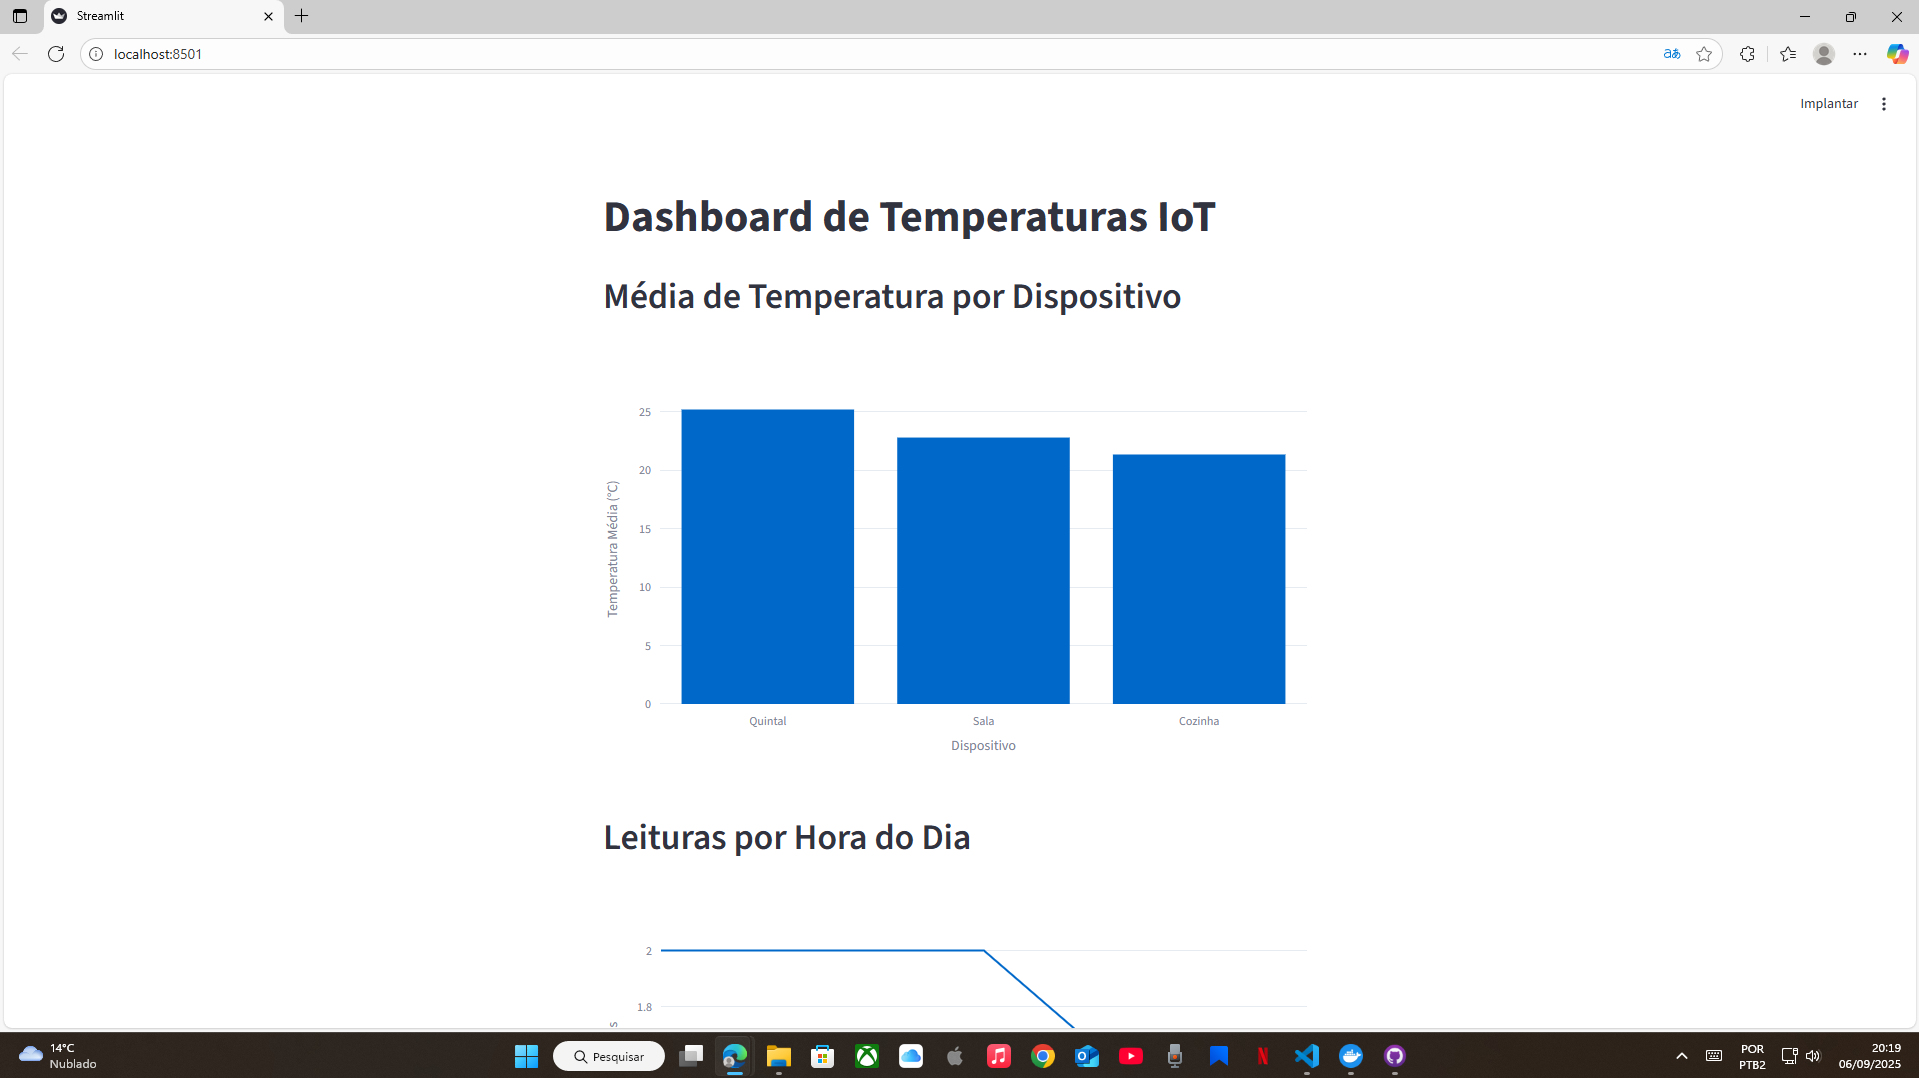 Streamlit
localhost:8501
aあ
Implantar
Dashboard de Temperaturas IoT
Média de Temperatura por Dispositivo
25
20
15
10
5
0
Temperatura Média (°C)
Quintal
Sala
Cozinha
Dispositivo
Leituras por Hora do Dia
2
1.8
s
14°C
Nublado
Pesquisar
POR
PTB2
20:19
06/09/2025